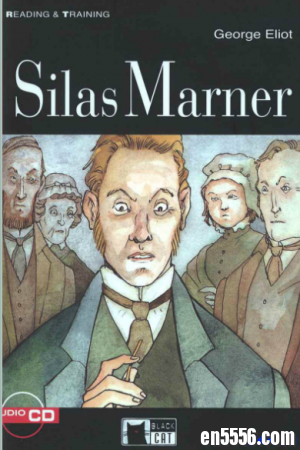 READING & TRAINING
George Eliot
Silas Marner
UDIO CD
BLACK
CAT
en5556.com